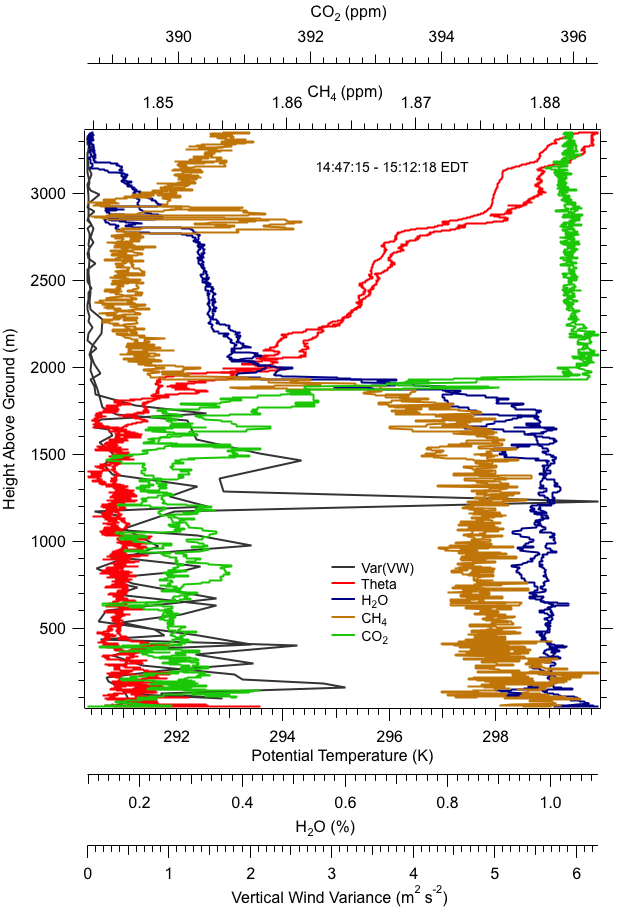 CO2 (ppm)
390 392 394 396
CH4 (ppm)
1.85 1.86 1.87 1.88
14:47:15 - 15:12:18 EDT
3000
2500
2000
1500
1000
500
Height Above Ground (m)
Var(VW)
Theta
H2O
CH4
CO2
292 294 296 298
Potential Temperature (K)
0.2 0.4 0.6 0.8 1.0
H2O (%)
0 1 2 3 4 5 6
Vertical Wind Variance (m2 s-2)